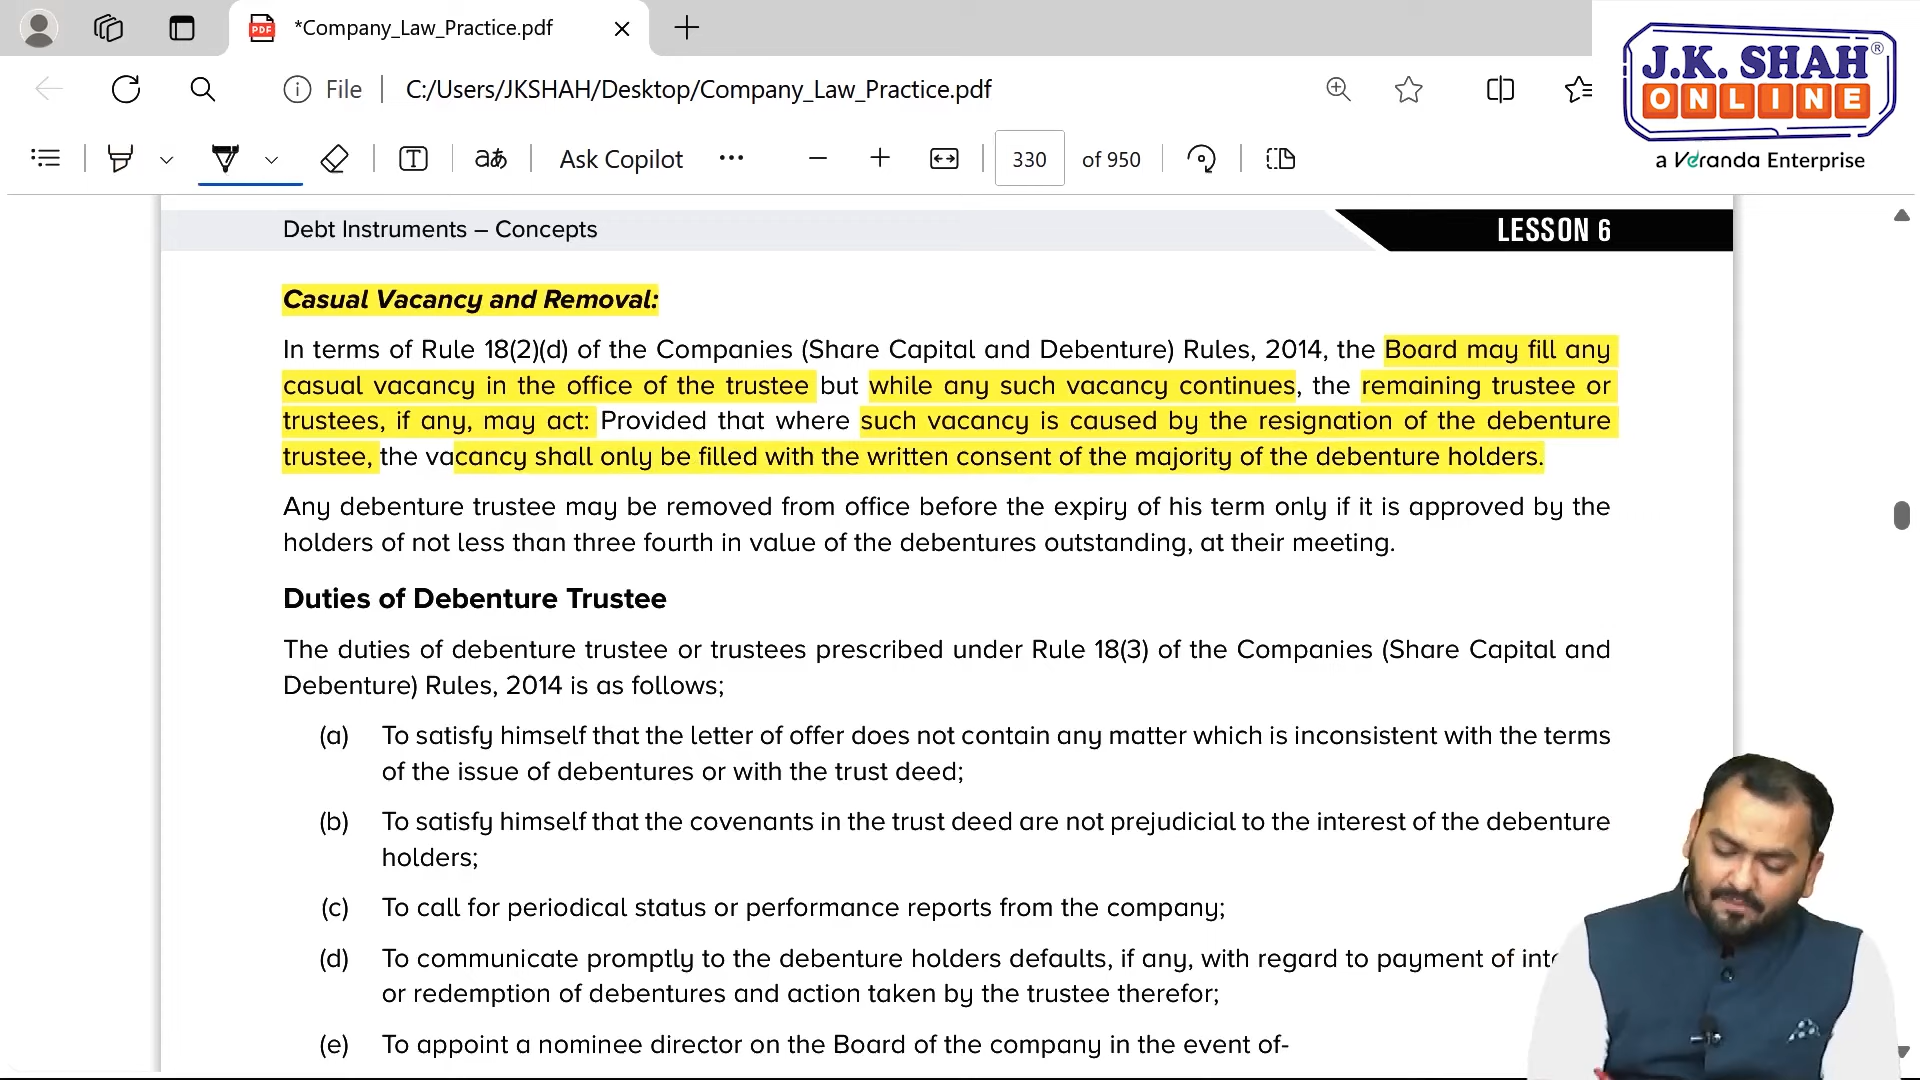 *Company_Law_Practice.pdf
File
C:/Users/JKSHAH/Desktop/Company_Law_Practice.pdf
J.K. SHAH®
ONLINE
a Veranda Enterprise
Ask Copilot
330 of 950
Debt Instruments – Concepts
LESSON 6
Casual Vacancy and Removal:
In terms of Rule 18(2)(d) of the Companies (Share Capital and Debenture) Rules, 2014, the Board may fill any
casual vacancy in the office of the trustee but while any such vacancy continues, the remaining trustee or
trustees, if any, may act: Provided that where such vacancy is caused by the resignation of the debenture
trustee, the vacancy shall only be filled with the written consent of the majority of the debenture holders.
Any debenture trustee may be removed from office before the expiry of his term only if it is approved by the
holders of not less than three fourth in value of the debentures outstanding, at their meeting.
Duties of Debenture Trustee
The duties of debenture trustee or trustees prescribed under Rule 18(3) of the Companies (Share Capital and
Debenture) Rules, 2014 is as follows;
(a) To satisfy himself that the letter of offer does not contain any matter which is inconsistent with the terms
of the issue of debentures or with the trust deed;
(b) To satisfy himself that the covenants in the trust deed are not prejudicial to the interest of the debenture
holders;
(c) To call for periodical status or performance reports from the company;
(d) To communicate promptly to the debenture holders defaults, if any, with regard to payment of
or redemption of debentures and action taken by the trustee therefor;
(e) To appoint a nominee director on the Board of the company in the event of-